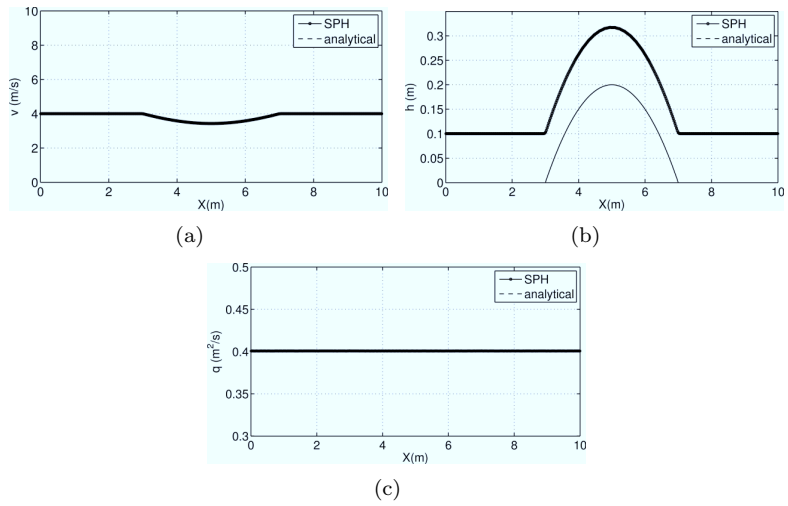 10
8
6
4
2
0
v (m/s)
0 2 4 6 8 10
X(m)
SPH
analytical
(a)
0.3
0.25
0.2
0.15
0.1
0.05
0
h (m)
0 2 4 6 8 10
X(m)
SPH
analytical
(b)
0.5
0.45
0.4
0.35
0.3
q (m²/s)
0 2 4 6 8 10
X(m)
SPH
analytical
(c)